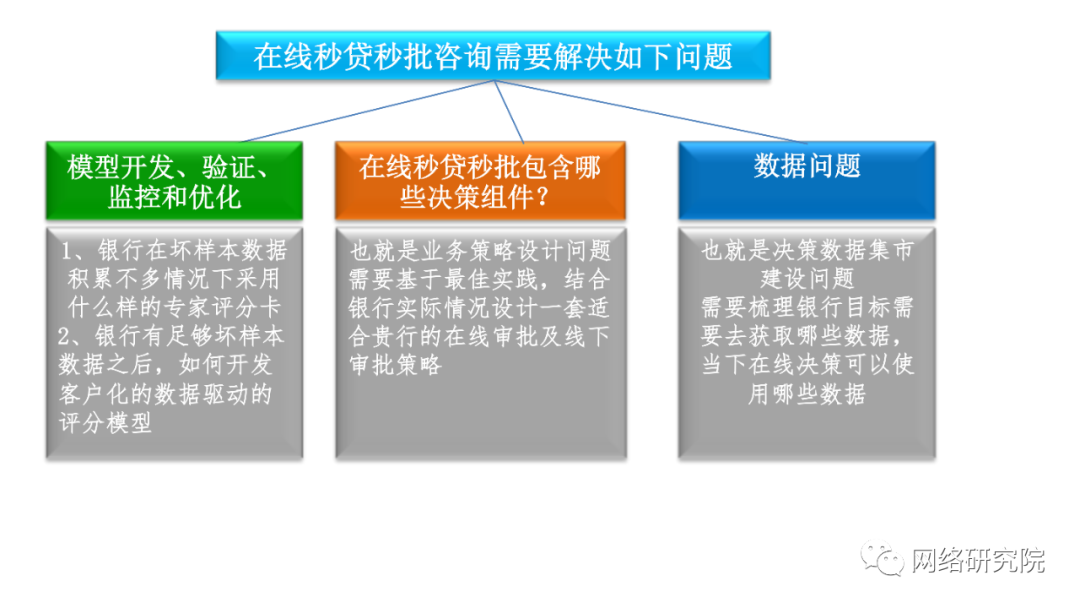 在线秒贷秒批咨询需要解决如下问题
模型开发、验证、
监控和优化
1、银行在坏样本数据
积累不多情况下采用
什么样的专家评分卡
2、银行有足够坏样本
数据之后，如何开发
客户化的数据驱动的
评分模型
在线秒贷秒批包含哪
些决策组件？
也就是业务策略设计问题
需要基于最佳实践，结合
银行实际情况设计一套适
合贵行的在线审批及线下
审批策略
数据问题
也就是决策数据集市
建设问题
需要梳理银行目标需
要去获取哪些数据，
当下在线决策可以使
用哪些数据
网络研究院